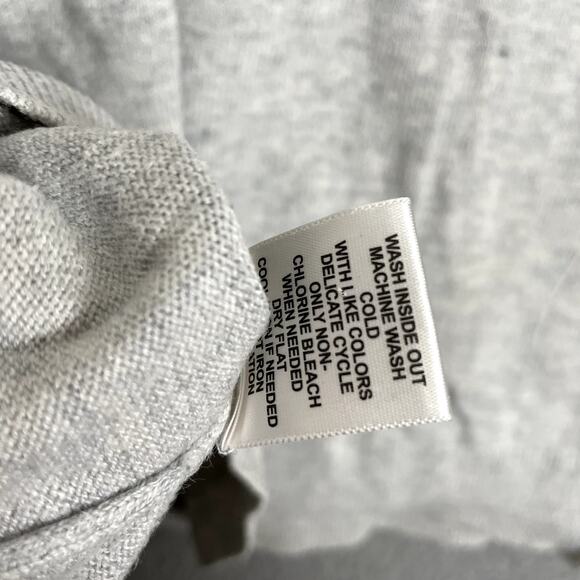 WASH INSIDE OUT
MACHINE WASH
COLD
WITH LIKE COLORS
DELICATE CYCLE
ONLY NON-
CHLORINE BLEACH
WHEN NEEDED
DRY FLAT
IF NEEDED
IRON